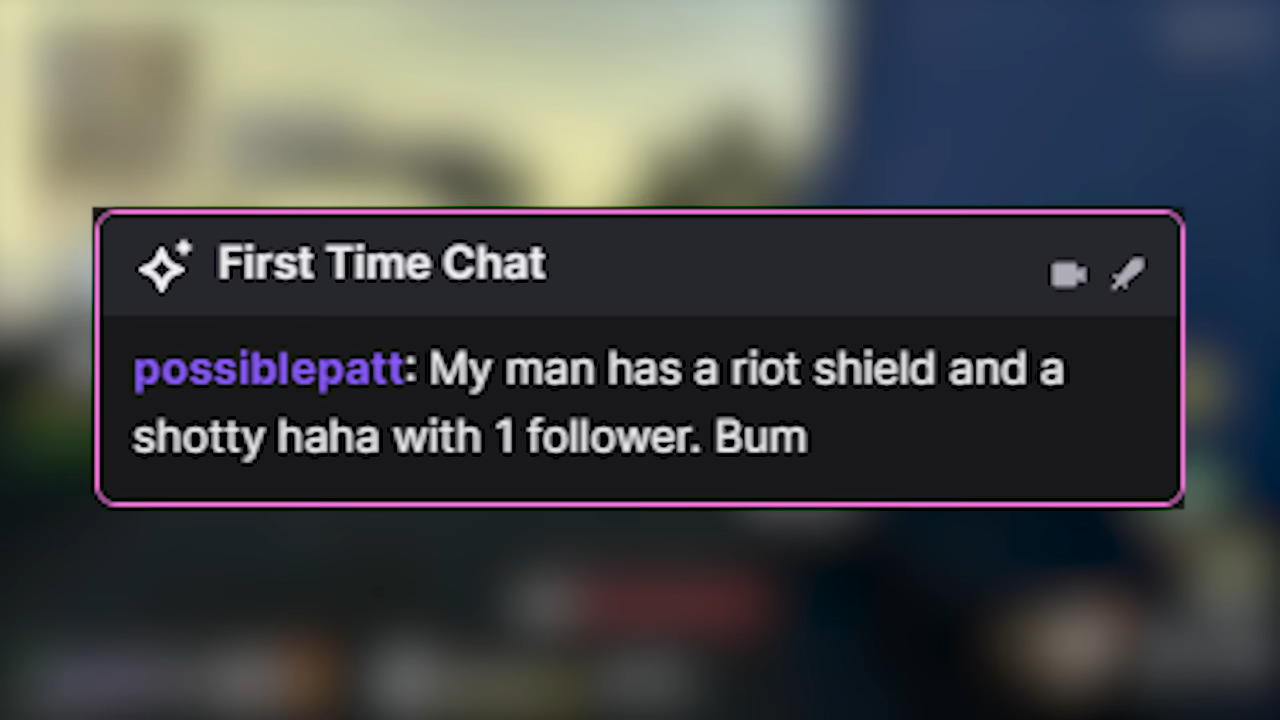 First Time Chat
possiblepatt: My man has a riot shield and a
shotty haha with 1 follower. Bum